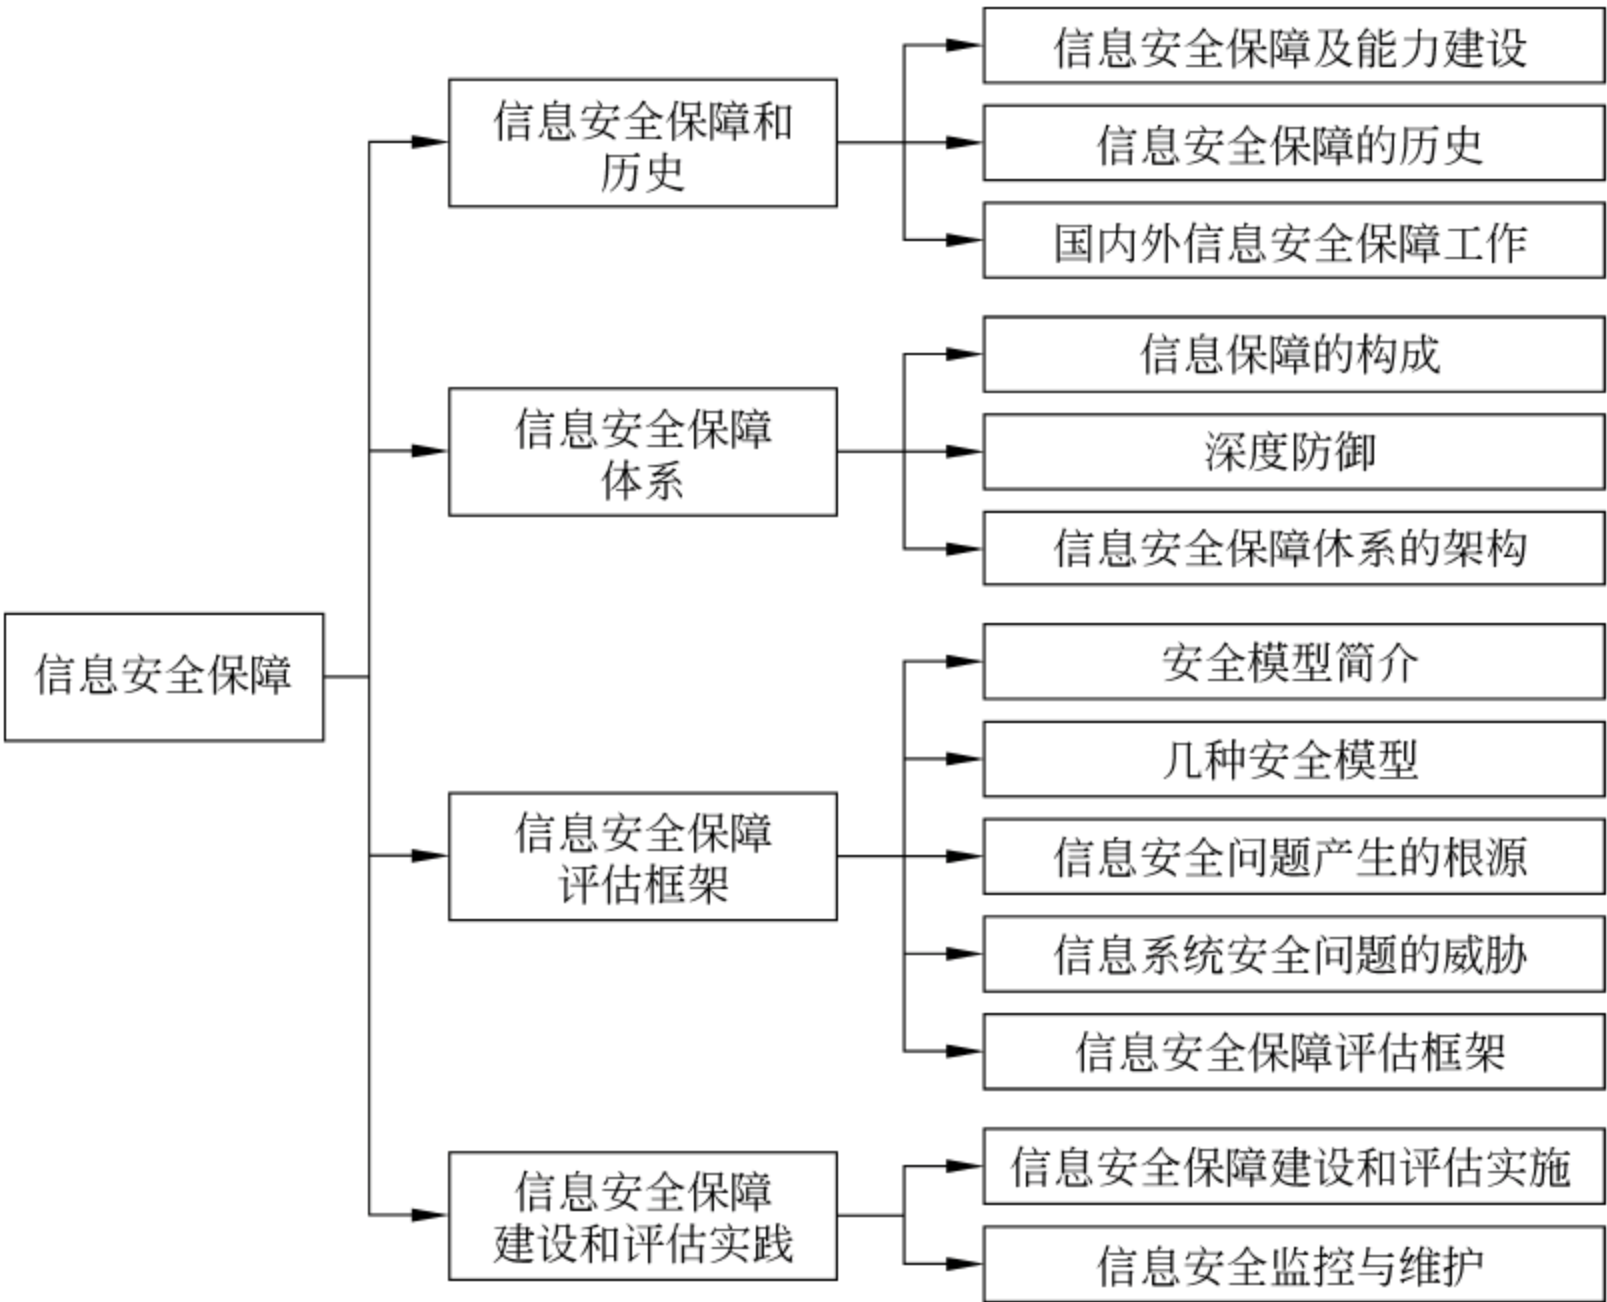 信息安全保障
信息安全保障和
历史
信息安全保障及能力建设
信息安全保障的历史
国内外信息安全保障工作
信息安全保障
体系
信息保障的构成
深度防御
信息安全保障体系的架构
信息安全保障
评估框架
安全模型简介
几种安全模型
信息安全问题产生的根源
信息系统安全问题的威胁
信息安全保障评估框架
信息安全保障
建设和评估实践
信息安全保障建设和评估实施
信息安全监控与维护